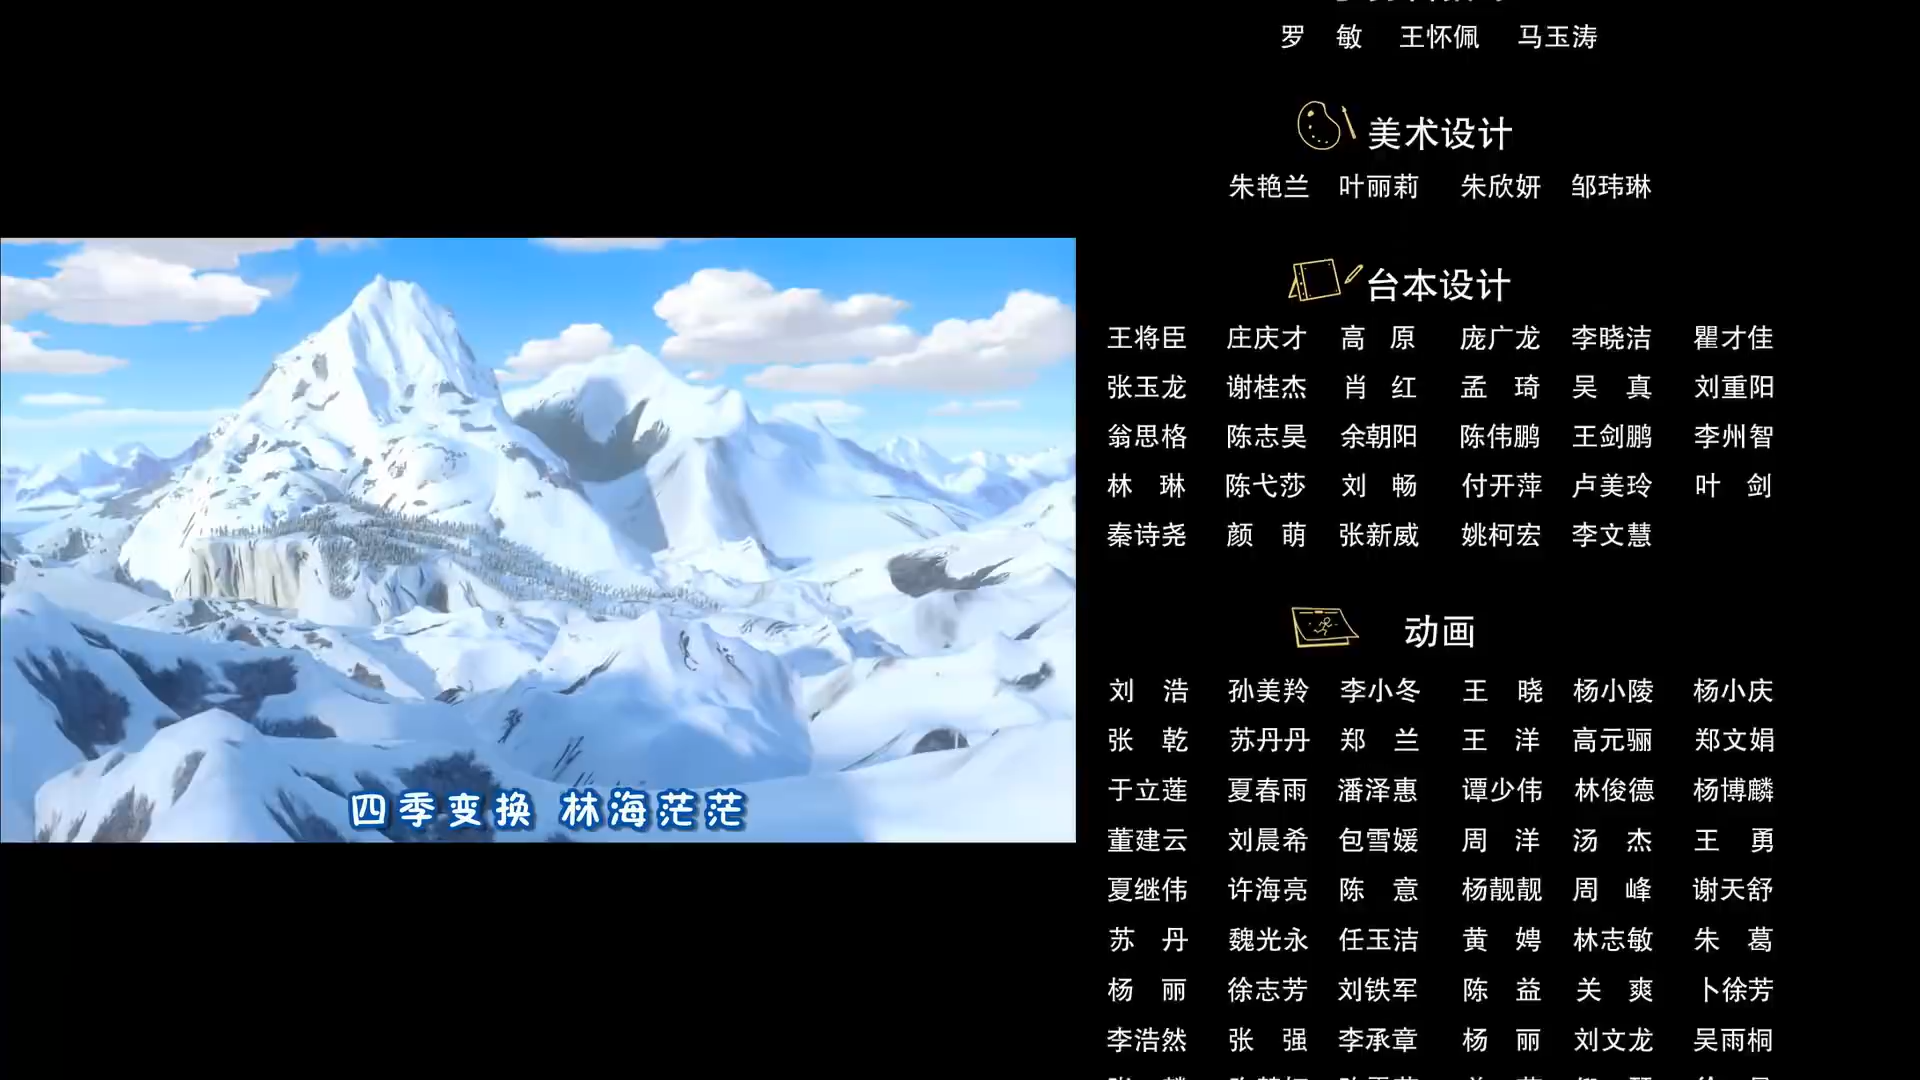 罗 敏 王怀佩 马玉涛
美术设计
朱艳兰 叶丽莉 朱欣妍 邹玮琳
台本设计
王将臣 庄庆才 高 原 庞广龙 李晓洁 瞿才佳
张玉龙 谢桂杰 肖 红 孟 琦 吴 真 刘重阳
翁思格 陈志昊 余朝阳 陈伟鹏 王剑鹏 李州智
林 琳 陈弋莎 刘 畅 付开萍 卢美玲 叶 剑
秦诗尧 颜 萌 张新威 姚柯宏 李文慧
动画
刘 浩 孙美羚 李小冬 王 晓 杨小陵 杨小庆
张 乾 苏丹丹 郑 兰 王 洋 高元骊 郑文娟
于立莲 夏春雨 潘泽惠 谭少伟 林俊德 杨博麟
董建云 刘晨希 包雪媛 周 洋 汤 杰 王 勇
夏继伟 许海亮 陈 意 杨靓靓 周 峰 谢天舒
苏 丹 魏光永 任玉洁 黄 娉 林志敏 朱 葛
杨 丽 徐志芳 刘铁军 陈 益 关 爽 卜徐芳
李浩然 张 强 李承章 杨 丽 刘文龙 吴雨桐
四季变换 林海茫茫